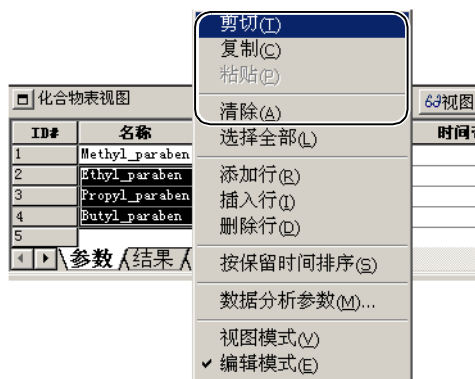 剪切(T)
复制(C)
粘贴(P)
清除(A)
选择全部(L)
添加行(R)
插入行(I)
删除行(D)
按保留时间排序(S)
数据分析参数(M)...
视图模式(V)
✓ 编辑模式(E)
化合物表视图
视图
ID# 名称 时间
1 Methyl_paraben
2 Ethyl_paraben
3 Propyl_paraben
4 Butyl_paraben
5
参数 结果